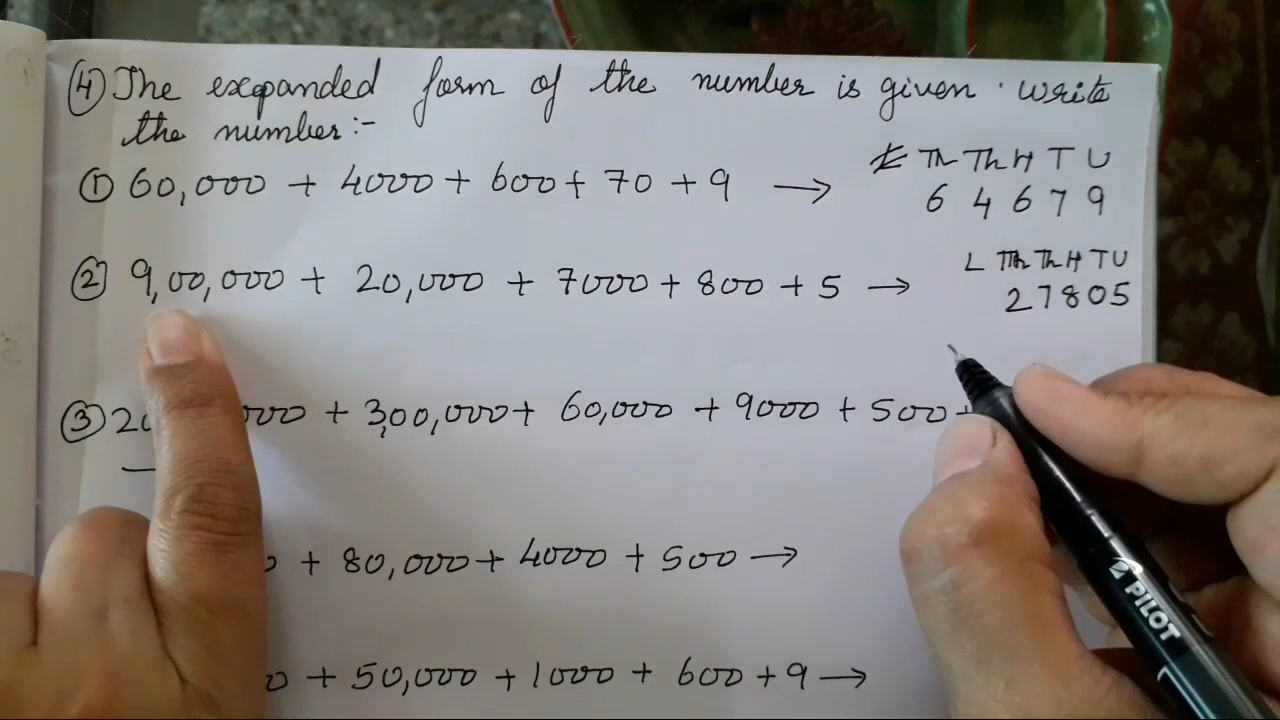 ④ The expanded form of the number is given. write
the number:-
L Th Th H T U
① 60,000 + 4000 + 600 + 70 + 9 → 6 4 6 7 9
L TTh Th H T U
② 9,00,000 + 20,000 + 7000 + 800 + 5 → 2 7 8 0 5
③ 000 + 3,00,000 + 60,000 + 9000 + 500 +
+ 80,000 + 4000 + 500 →
+ 50,000 + 1000 + 600 + 9 →
PILOT